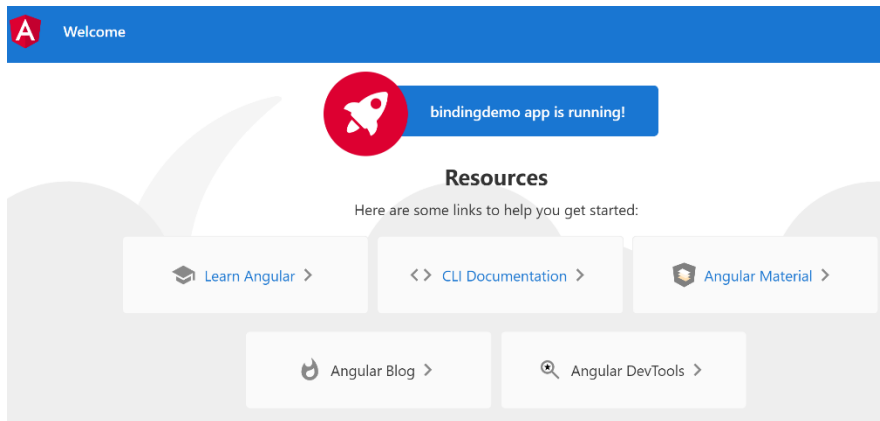 Welcome
bindingdemo app is running!
Resources
Here are some links to help you get started:
Learn Angular
CLI Documentation
Angular Material
Angular Blog
Angular DevTools